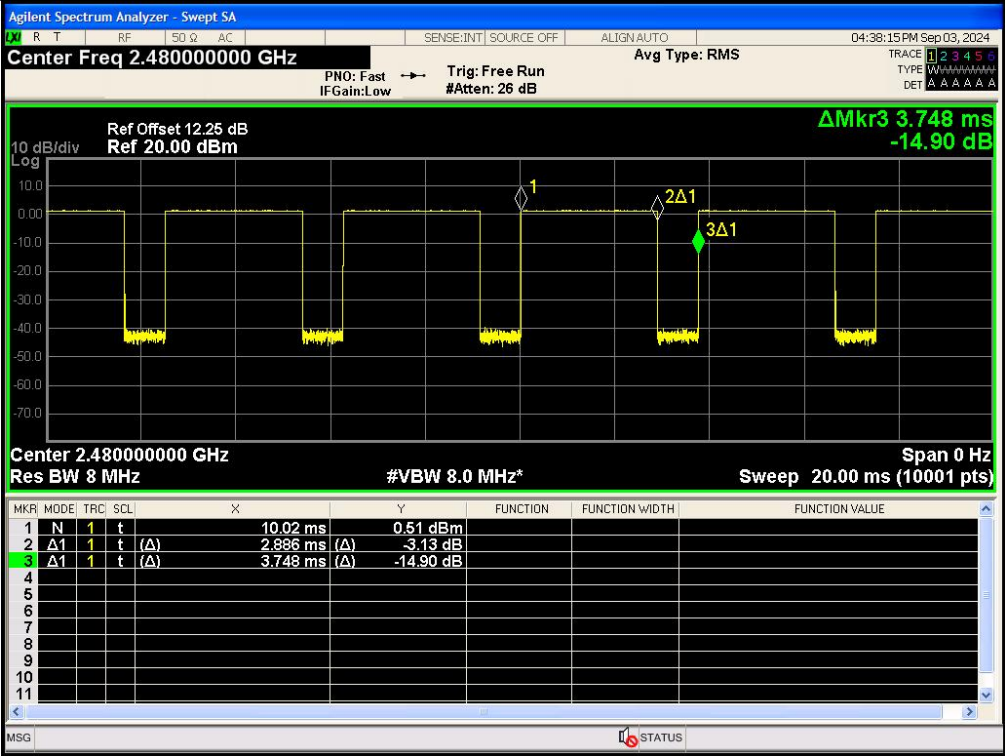 Agilent Spectrum Analyzer - Swept SA
LXI R T RF 50 Ω AC SENSE:INT SOURCE OFF ALIGN AUTO 04:38:15 PM Sep 03, 2024
Center Freq 2.480000000 GHz
PNO: Fast
IFGain:Low
Trig: Free Run
#Atten: 26 dB
Avg Type: RMS
TRACE 1 2 3 4 5 6
TYPE W
DET A A A A A A
Ref Offset 12.25 dB
10 dB/div Ref 20.00 dBm
Log
ΔMkr3 3.748 ms
-14.90 dB
10.0
0.00
-10.0
-20.0
-30.0
-40.0
-50.0
-60.0
-70.0
1
2Δ1
3Δ1
Center 2.480000000 GHz Span 0 Hz
Res BW 8 MHz #VBW 8.0 MHz* Sweep 20.00 ms (10001 pts)
MKR MODE TRC SCL X Y FUNCTION FUNCTION WIDTH FUNCTION VALUE
1 N 1 t 10.02 ms 0.51 dBm
2 Δ1 1 t (Δ) 2.886 ms (Δ) -3.13 dB
3 Δ1 1 t (Δ) 3.748 ms (Δ) -14.90 dB
4
5
6
7
8
9
10
11
MSG STATUS